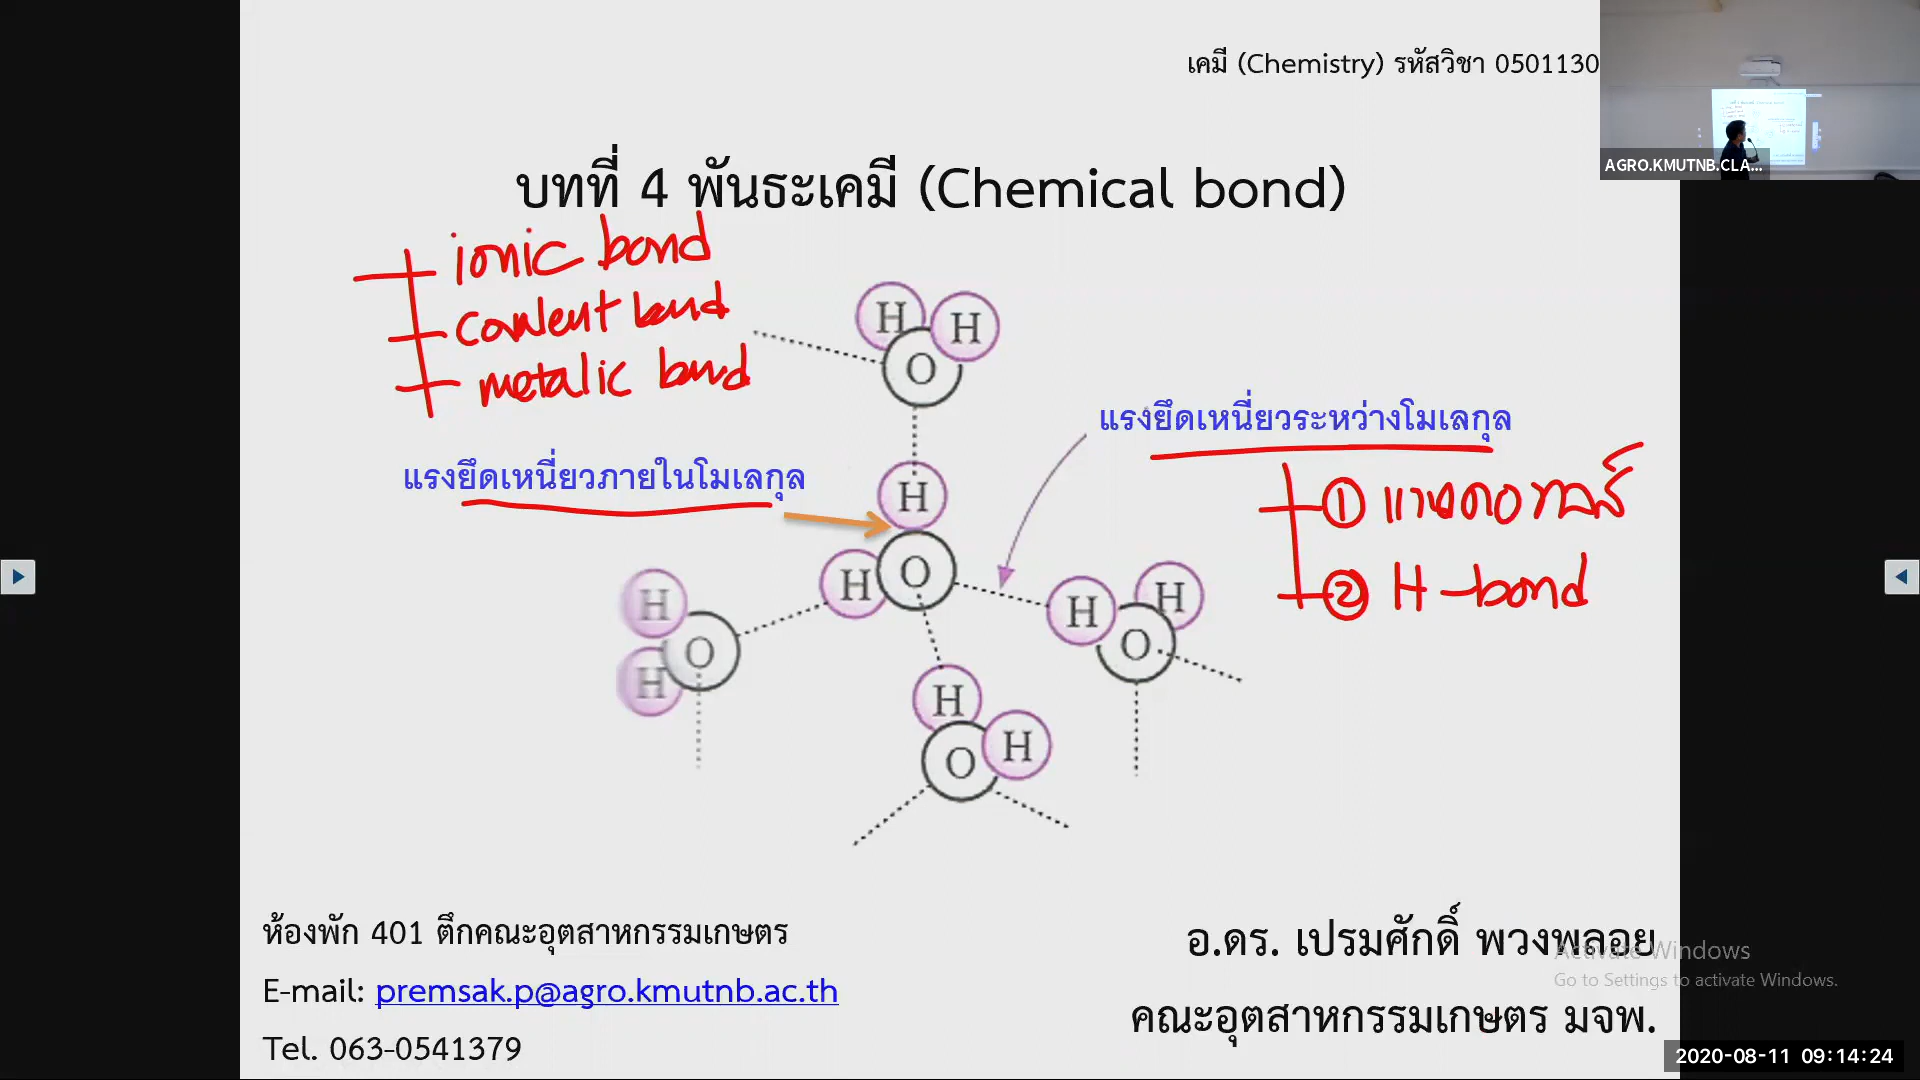 เคมี (Chemistry) รหัสวิชา 0501130
AGRO.KMUTNB.CLA...
บทที่ 4 พันธะเคมี (Chemical bond)
ionic bond
covalent bond
metalic bond
แรงยึดเหนี่ยวระหว่างโมเลกุล
แรงยึดเหนี่ยวภายในโมเลกุล
① แวนเดอวาลส์
② H-bond
H H
O
H
H O
H H
O
H
O
H
H
H
O
ห้องพัก 401 ตึกคณะอุตสาหกรรมเกษตร
E-mail: premsak.p@agro.kmutnb.ac.th
Tel. 063-0541379
อ.ดร. เปรมศักดิ์ พวงพลอย
คณะอุตสาหกรรมเกษตร มจพ.
Activate Windows
Go to Settings to activate Windows.
2020-08-11 09:14:24